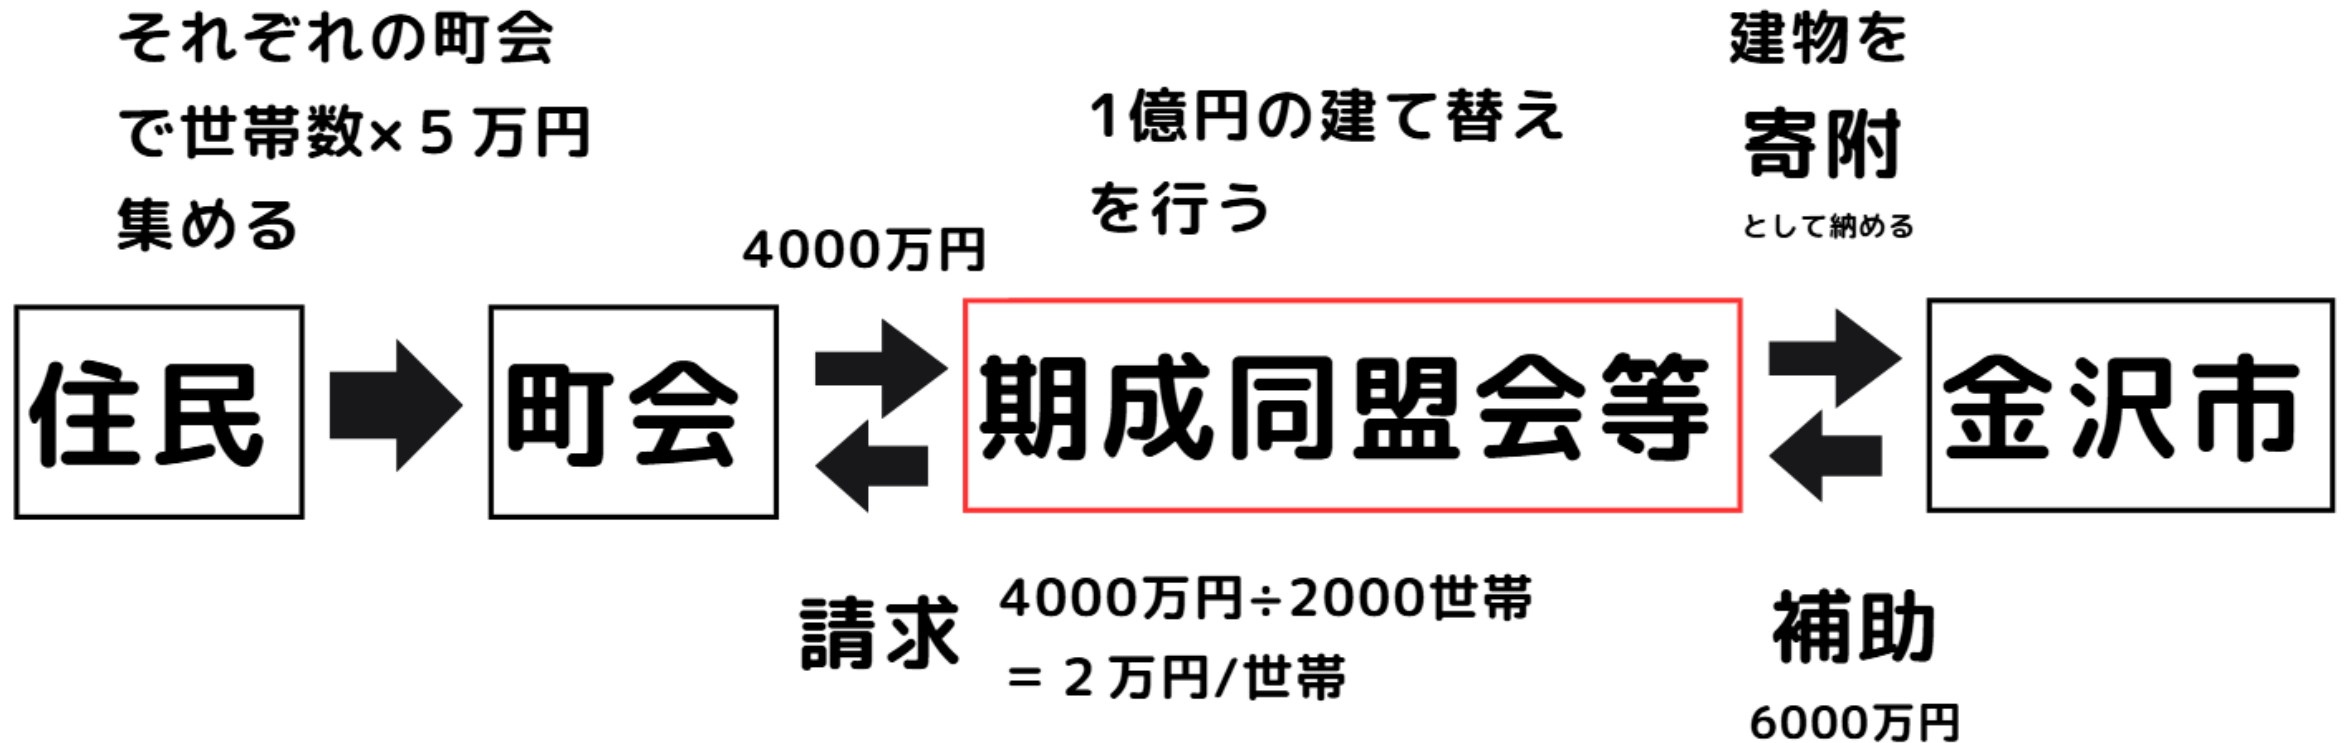 それぞれの町会
で世帯数×５万円
集める
4000万円
1億円の建て替え
を行う
建物を
寄附
として納める
住民
町会
期成同盟会等
金沢市
請求
4000万円÷2000世帯
=２万円/世帯
補助
6000万円